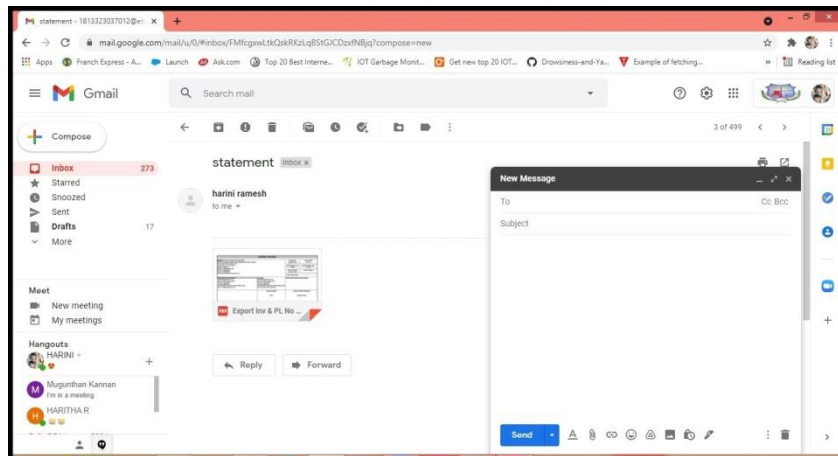 statement - 1813323037012@et
mail.google.com/mail/u/0/#inbox/FMfcgxwLtkQskRKzLqBStGJCDzxfNBjq?compose=new
Apps Franch Express - A... Launch Ask.com Top 20 Best Interne... IOT Garbage Monit... Get new top 20 IOT... Drowsiness-and-Ya... Example of fetching... » Reading list
Gmail
Search mail
Compose
3 of 499
Inbox 273
Starred
Snoozed
Sent
Drafts 17
More
Meet
New meeting
My meetings
Hangouts
HARINI
Mugunthan Kannan
I'm in a meeting
HARITHA R
statement Inbox x
harini ramesh
to me
PDF Export Inv & PL No ...
Reply Forward
New Message
To Cc Bcc
Subject
Send